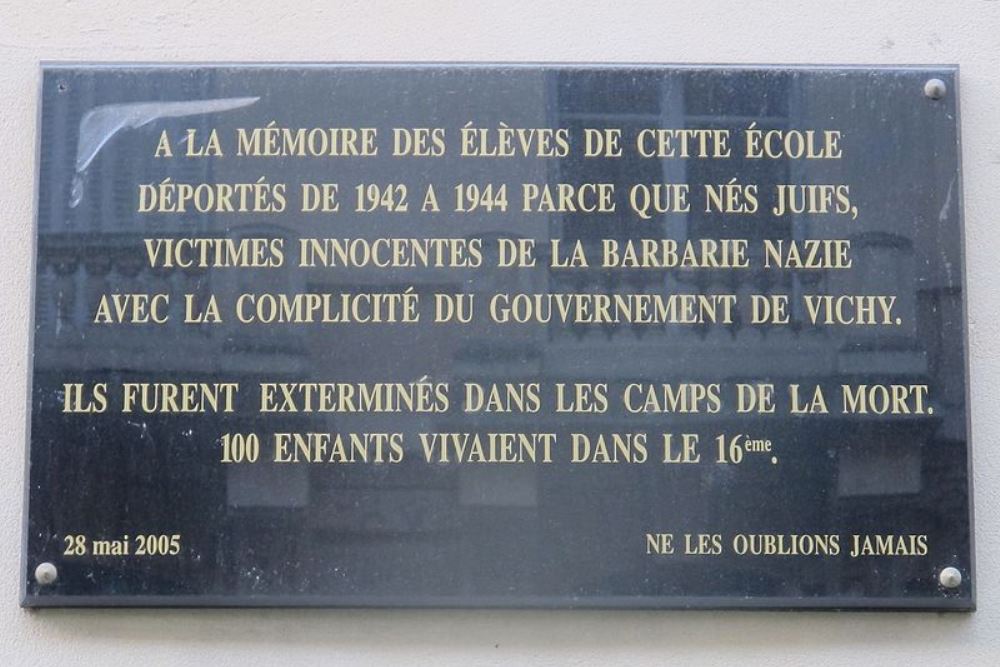 A LA MÉMOIRE DES ÉLÈVES DE CETTE ÉCOLE
DÉPORTÉS DE 1942 A 1944 PARCE QUE NÉS JUIFS,
VICTIMES INNOCENTES DE LA BARBARIE NAZIE
AVEC LA COMPLICITÉ DU GOUVERNEMENT DE VICHY.
ILS FURENT EXTERMINÉS DANS LES CAMPS DE LA MORT.
100 ENFANTS VIVAIENT DANS LE 16ème.
28 mai 2005
NE LES OUBLIONS JAMAIS